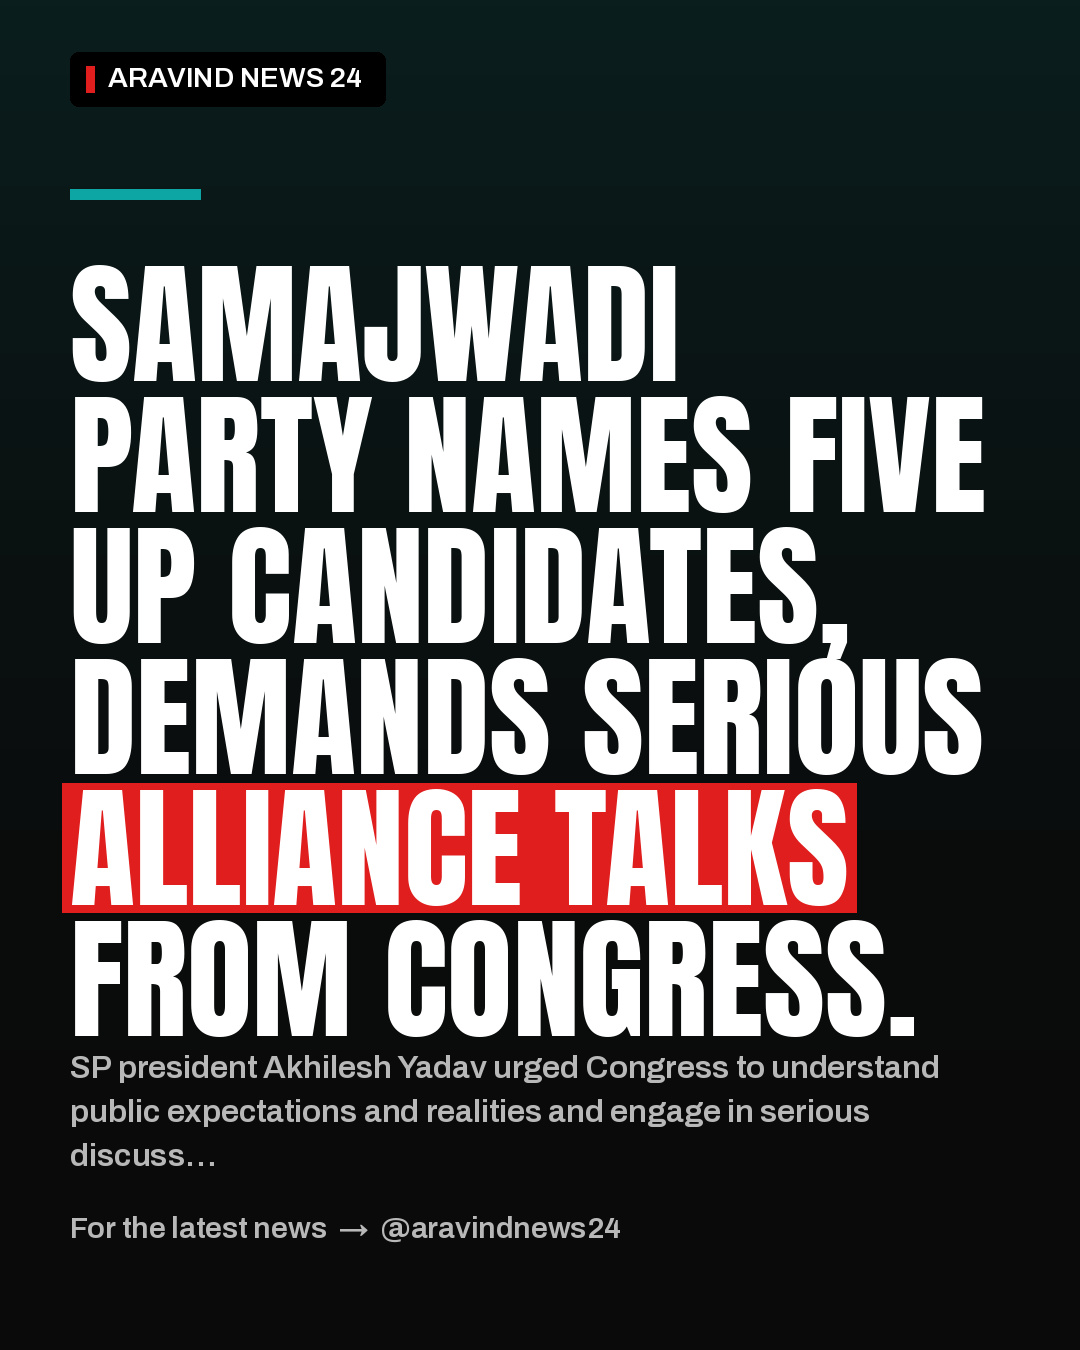 ARAVIND NEWS 24
SAMAJWADI
PARTY NAMES FIVE
UP CANDIDATES,
DEMANDS SERIOUS
ALLIANCE TALKS
FROM CONGRESS.
SP president Akhilesh Yadav urged Congress to understand
public expectations and realities and engage in serious
discuss...
For the latest news → @aravindnews24